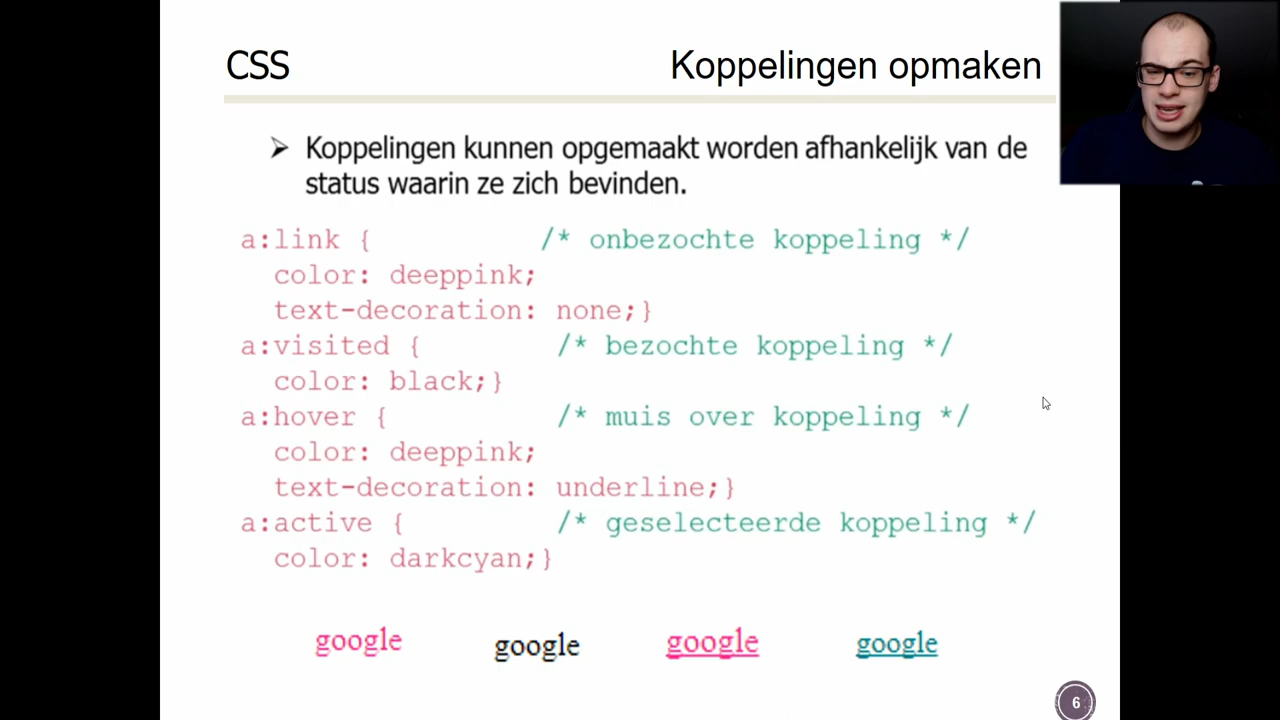 CSS
Koppelingen opmaken
Koppelingen kunnen opgemaakt worden afhankelijk van de
status waarin ze zich bevinden.
a:link { /* onbezochte koppeling */
color: deeppink;
text-decoration: none;}
a:visited { /* bezochte koppeling */
color: black;}
a:hover { /* muis over koppeling */
color: deeppink;
text-decoration: underline;}
a:active { /* geselecteerde koppeling */
color: darkcyan;}
google google google google
6